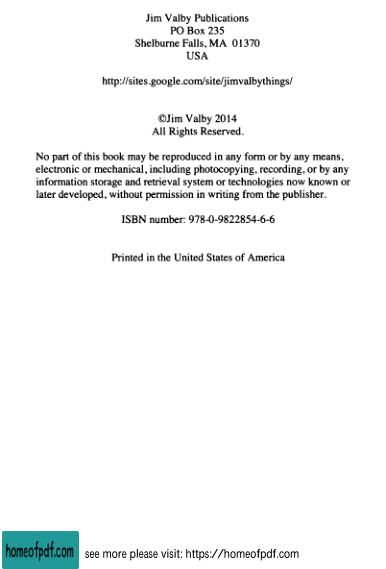 Jim Valby Publications
PO Box 235
Shelburne Falls, MA 01370
USA
http://sites.google.com/site/jimvalbythings/
©Jim Valby 2014
All Rights Reserved.
No part of this book may be reproduced in any form or by any means,
electronic or mechanical, including photocopying, recording, or by any
information storage and retrieval system or technologies now known or
later developed, without permission in writing from the publisher.
ISBN number: 978-0-9822854-6-6
Printed in the United States of America
homeofpdf.com
see more please visit: https://homeofpdf.com